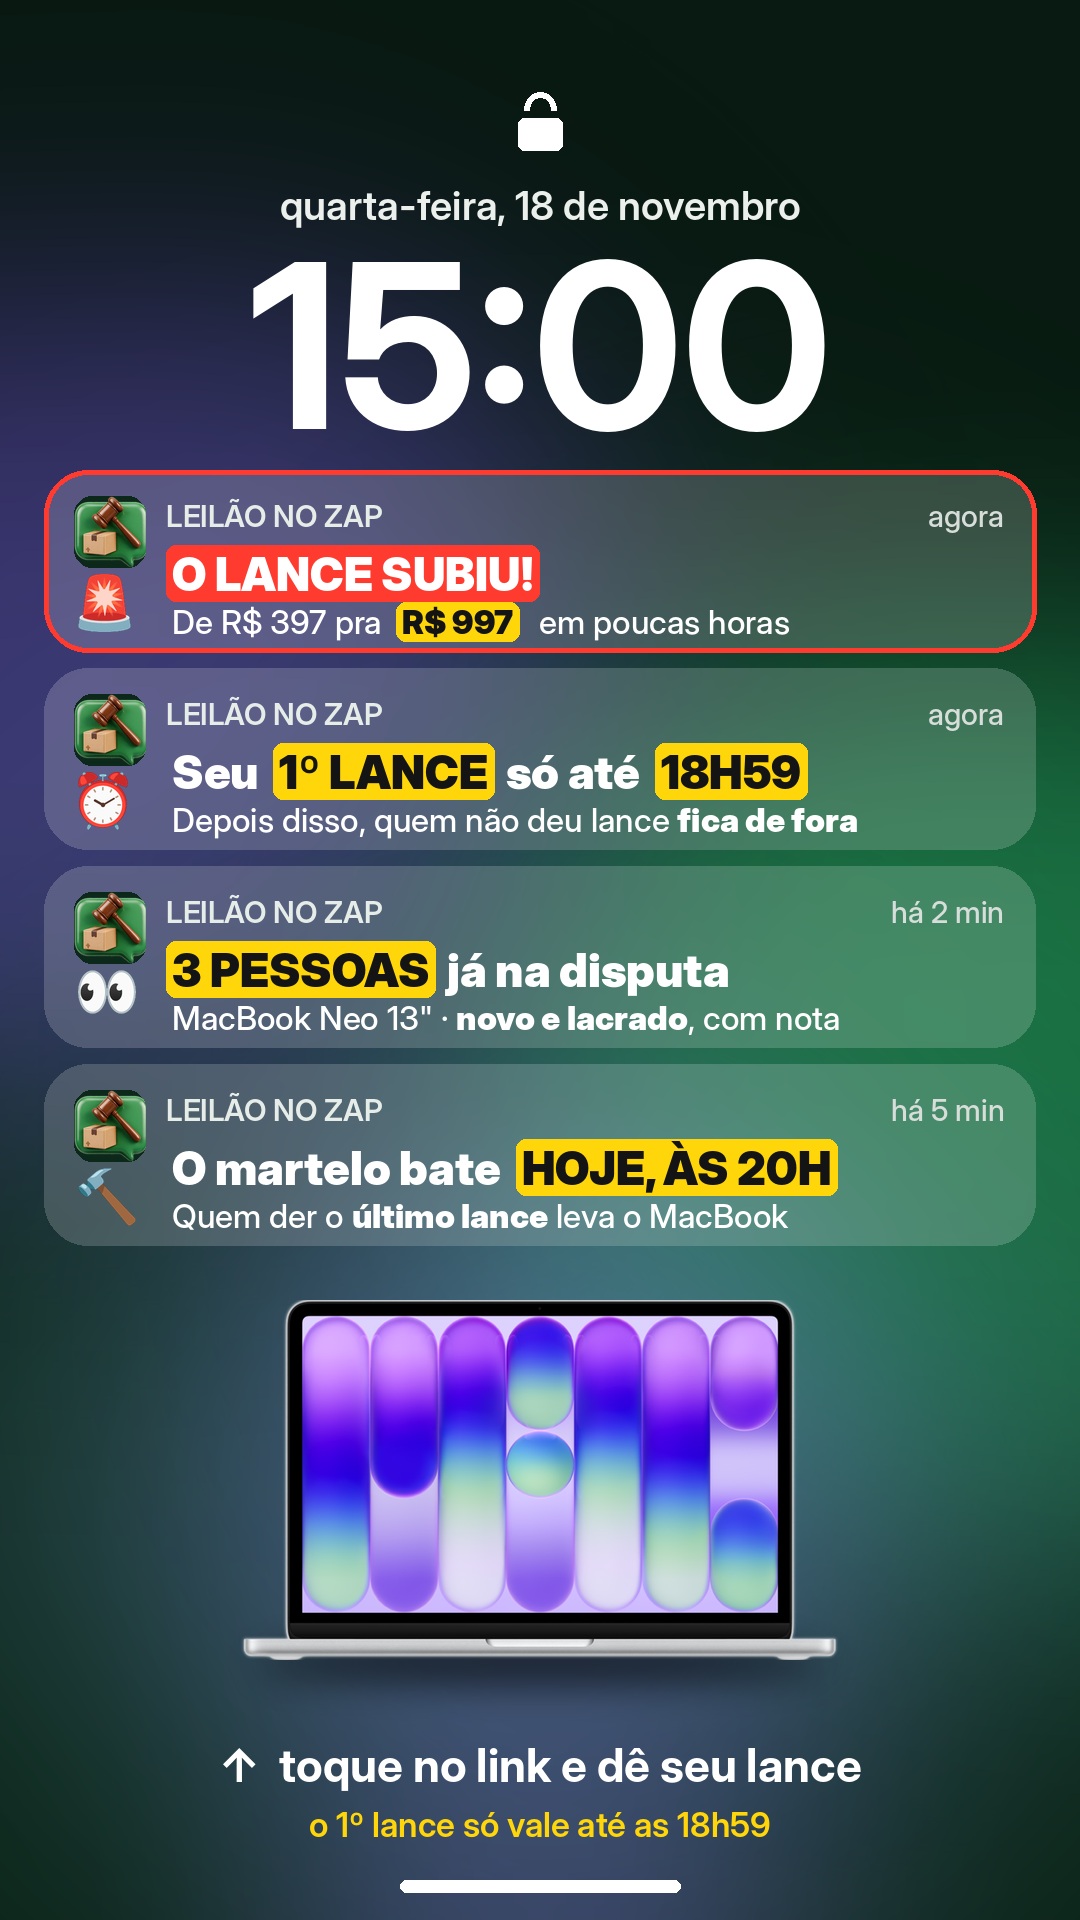 quarta-feira, 18 de novembro
15:00
LEILÃO NO ZAP agora
O LANCE SUBIU!
De R$ 397 pra R$ 997 em poucas horas
LEILÃO NO ZAP agora
Seu 1º LANCE só até 18H59
Depois disso, quem não deu lance fica de fora
LEILÃO NO ZAP há 2 min
3 PESSOAS já na disputa
MacBook Neo 13" · novo e lacrado, com nota
LEILÃO NO ZAP há 5 min
O martelo bate HOJE, ÀS 20H
Quem der o último lance leva o MacBook
↑ toque no link e dê seu lance
o 1º lance só vale até as 18h59